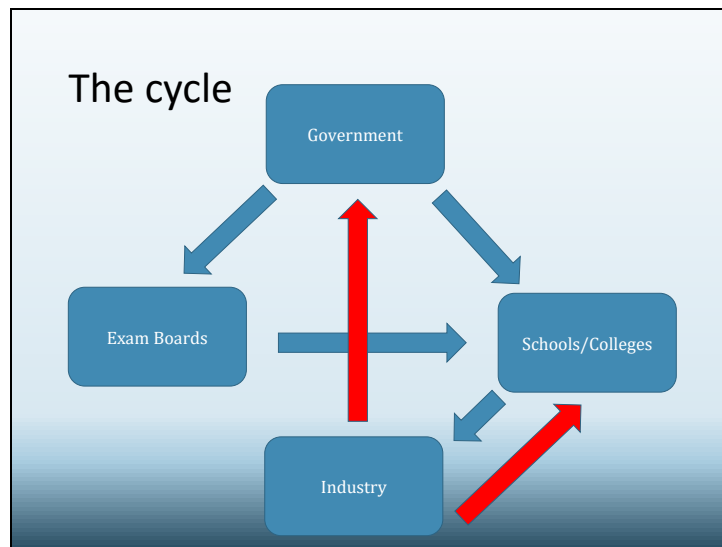 The cycle
Government
Exam Boards
Schools/Colleges
Industry